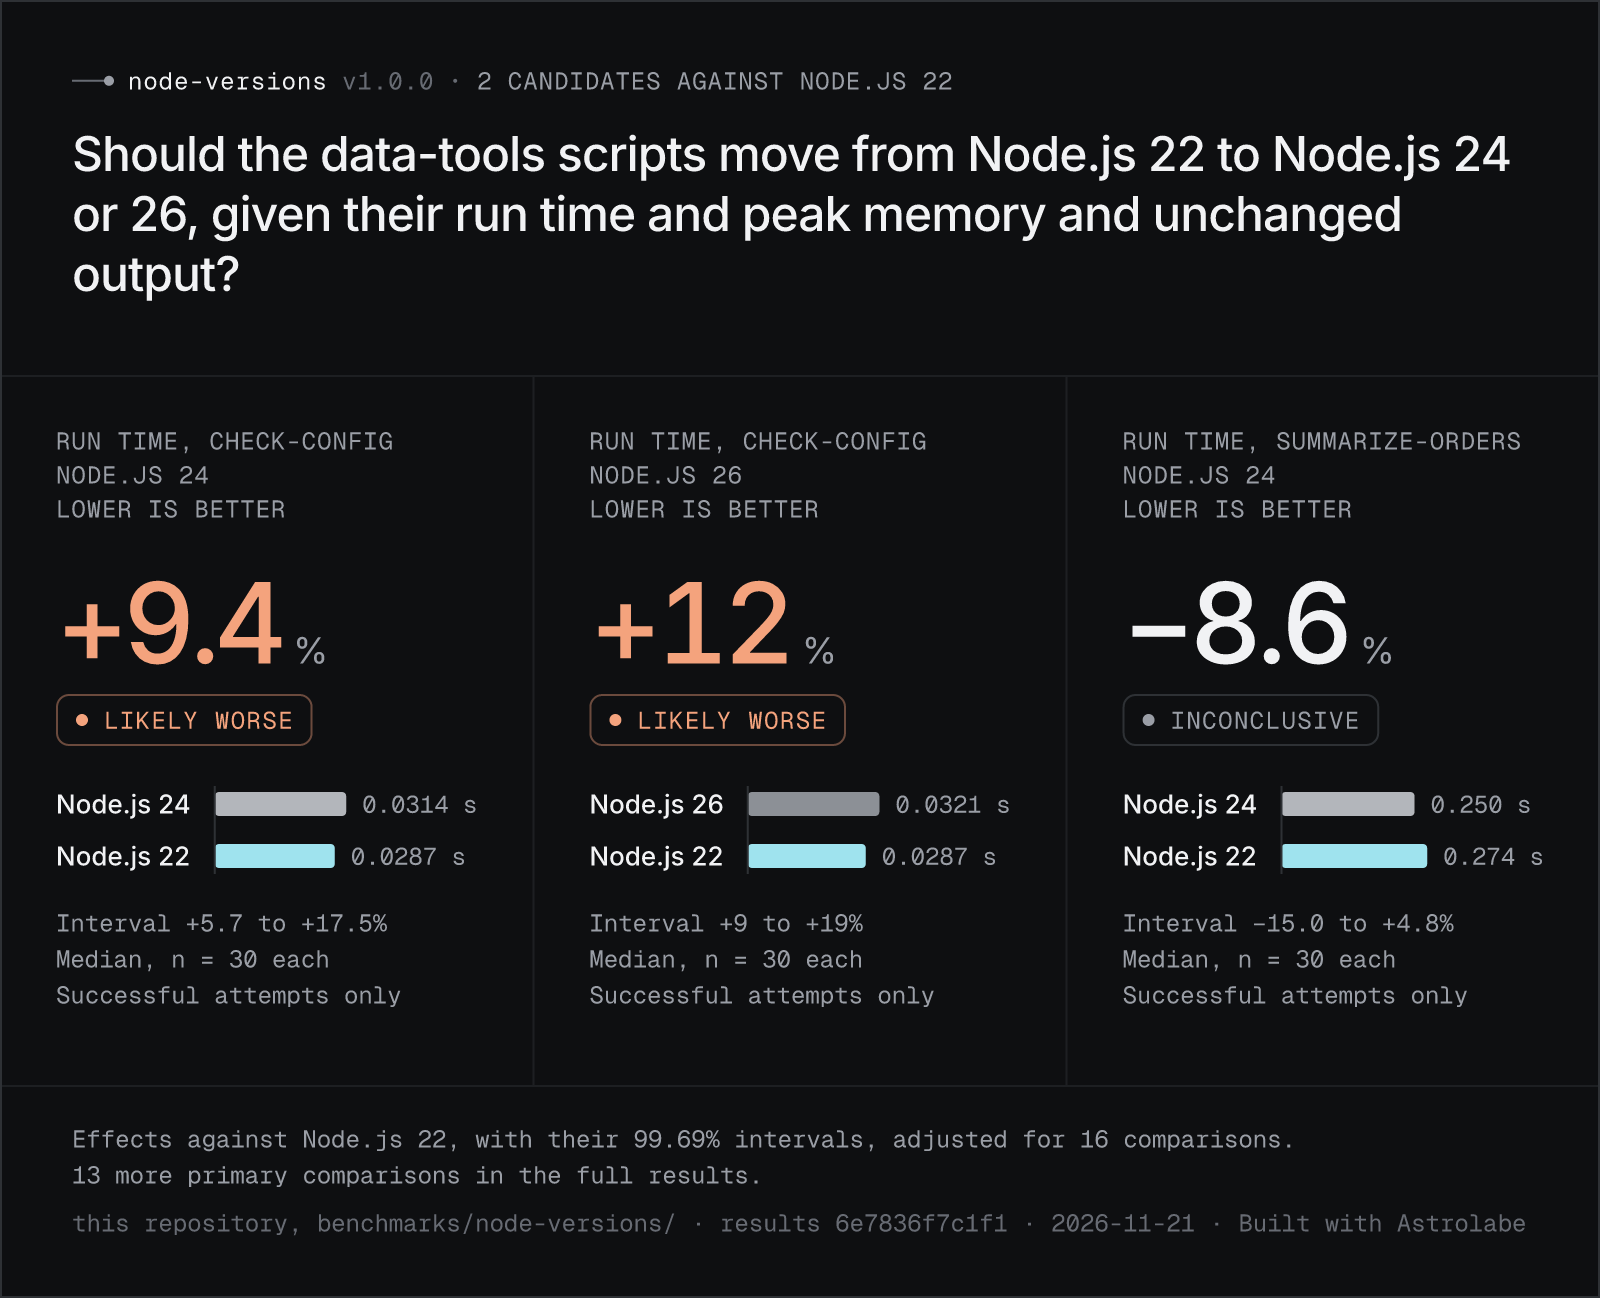 node-versions v1.0.0 · 2 CANDIDATES AGAINST NODE.JS 22
Should the data-tools scripts move from Node.js 22 to Node.js 24
or 26, given their run time and peak memory and unchanged
output?
RUN TIME, CHECK-CONFIG
NODE.JS 24
LOWER IS BETTER
+9.4 %
LIKELY WORSE
Node.js 24 0.0314 s
Node.js 22 0.0287 s
Interval +5.7 to +17.5%
Median, n = 30 each
Successful attempts only
RUN TIME, CHECK-CONFIG
NODE.JS 26
LOWER IS BETTER
+12 %
LIKELY WORSE
Node.js 26 0.0321 s
Node.js 22 0.0287 s
Interval +9 to +19%
Median, n = 30 each
Successful attempts only
RUN TIME, SUMMARIZE-ORDERS
NODE.JS 24
LOWER IS BETTER
−8.6 %
INCONCLUSIVE
Node.js 24 0.250 s
Node.js 22 0.274 s
Interval −15.0 to +4.8%
Median, n = 30 each
Successful attempts only
Effects against Node.js 22, with their 99.69% intervals, adjusted for 16 comparisons.
13 more primary comparisons in the full results.
this repository, benchmarks/node-versions/ · results 6e7836f7c1f1 · 2026-11-21 · Built with Astrolabe